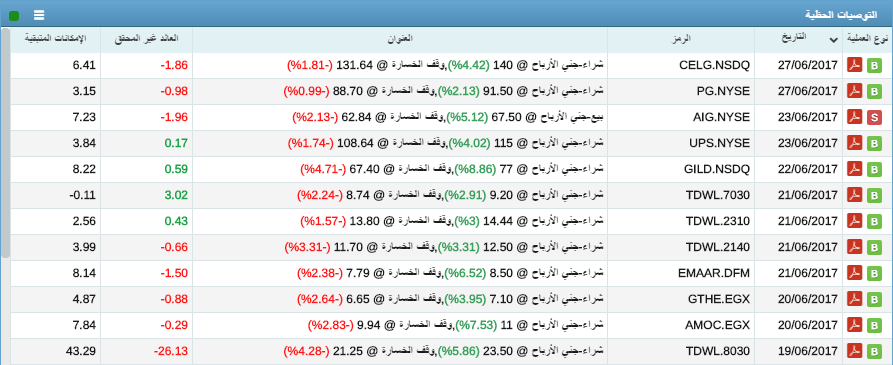 التوصيات الحظية
نوع العملية التاريخ الرمز العنوان العائد غير المحقق الإمكانات المتبقية
B 27/06/2017 CELG.NSDQ شراء-جني الأرباح @ 140 (4.42%),وقف الخسارة @ 131.64 (-1.81%) -1.86 6.41
B 27/06/2017 PG.NYSE شراء-جني الأرباح @ 91.50 (2.13%),وقف الخسارة @ 88.70 (-0.99%) -0.98 3.15
S 23/06/2017 AIG.NYSE بيع-جني الأرباح @ 67.50 (5.12%),وقف الخسارة @ 62.84 (-2.13%) -1.96 7.23
B 23/06/2017 UPS.NYSE شراء-جني الأرباح @ 115 (4.02%),وقف الخسارة @ 108.64 (-1.74%) 0.17 3.84
B 22/06/2017 GILD.NSDQ شراء-جني الأرباح @ 77 (8.86%),وقف الخسارة @ 67.40 (-4.71%) 0.59 8.22
B 21/06/2017 TDWL.7030 شراء-جني الأرباح @ 9.20 (2.91%),وقف الخسارة @ 8.74 (-2.24%) 3.02 -0.11
B 21/06/2017 TDWL.2310 شراء-جني الأرباح @ 14.44 (3%),وقف الخسارة @ 13.80 (-1.57%) 0.43 2.56
B 21/06/2017 TDWL.2140 شراء-جني الأرباح @ 12.50 (3.31%),وقف الخسارة @ 11.70 (-3.31%) -0.66 3.99
B 21/06/2017 EMAAR.DFM شراء-جني الأرباح @ 8.50 (6.52%),وقف الخسارة @ 7.79 (-2.38%) -1.50 8.14
B 20/06/2017 GTHE.EGX شراء-جني الأرباح @ 7.10 (3.95%),وقف الخسارة @ 6.65 (-2.64%) -0.88 4.87
B 20/06/2017 AMOC.EGX شراء-جني الأرباح @ 11 (7.53%),وقف الخسارة @ 9.94 (-2.83%) -0.29 7.84
B 19/06/2017 TDWL.8030 شراء-جني الأرباح @ 23.50 (5.86%),وقف الخسارة @ 21.25 (-4.28%) -26.13 43.29